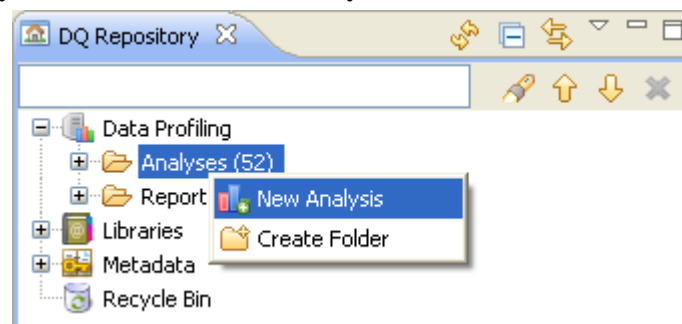 DQ Repository
Data Profiling
Analyses (52)
Report
New Analysis
Libraries
Create Folder
Metadata
Recycle Bin